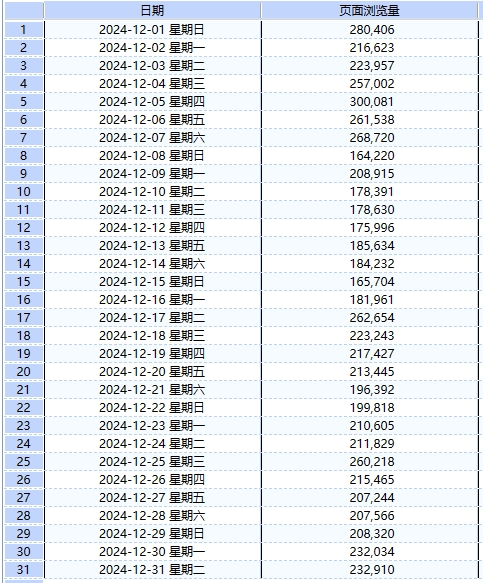 日期 页面浏览量
1 2024-12-01 星期日 280,406
2 2024-12-02 星期一 216,623
3 2024-12-03 星期二 223,957
4 2024-12-04 星期三 257,002
5 2024-12-05 星期四 300,081
6 2024-12-06 星期五 261,538
7 2024-12-07 星期六 268,720
8 2024-12-08 星期日 164,220
9 2024-12-09 星期一 208,915
10 2024-12-10 星期二 178,391
11 2024-12-11 星期三 178,630
12 2024-12-12 星期四 175,996
13 2024-12-13 星期五 185,634
14 2024-12-14 星期六 184,232
15 2024-12-15 星期日 165,704
16 2024-12-16 星期一 181,961
17 2024-12-17 星期二 262,654
18 2024-12-18 星期三 223,243
19 2024-12-19 星期四 217,427
20 2024-12-20 星期五 213,445
21 2024-12-21 星期六 196,392
22 2024-12-22 星期日 199,818
23 2024-12-23 星期一 210,605
24 2024-12-24 星期二 211,829
25 2024-12-25 星期三 260,218
26 2024-12-26 星期四 215,465
27 2024-12-27 星期五 207,244
28 2024-12-28 星期六 207,566
29 2024-12-29 星期日 208,320
30 2024-12-30 星期一 232,034
31 2024-12-31 星期二 232,910